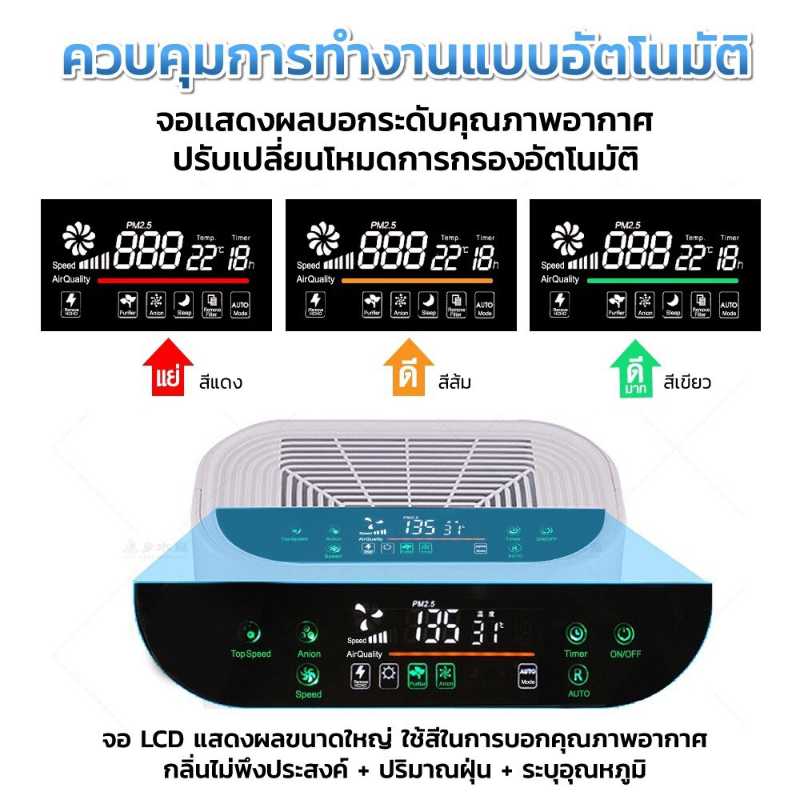 ควบคุมการทำงานแบบอัตโนมัติ
จอแสดงผลบอกระดับคุณภาพอากาศ
ปรับเปลี่ยนโหมดการกรองอัตโนมัติ
PM2.5 Temp. Timer
Speed 888 22℃ 18h
AirQuality
Remove HCHO Purifier Anion Sleep Remove Filter AUTO Mode
PM2.5 Temp. Timer
Speed 888 22℃ 18h
AirQuality
Remove HCHO Purifier Anion Sleep Remove Filter AUTO Mode
PM2.5 Temp. Timer
Speed 888 22℃ 18h
AirQuality
Remove HCHO Purifier Anion Sleep Remove Filter AUTO Mode
แย่ สีแดง
ดี สีส้ม
ดีมาก สีเขียว
PM2.5
Speed 135 31℃
TopSpeed Anion AirQuality Timer ON/OFF
Speed AUTO
PM2.5 温度
Speed 135 31℃
TopSpeed Anion AirQuality Timer ON/OFF
Remove HCHO Purifier Anion AUTO Mode R
Speed AUTO
จอ LCD แสดงผลขนาดใหญ่ ใช้สีในการบอกคุณภาพอากาศ
กลิ่นไม่พึงประสงค์ + ปริมาณฝุ่น + ระบุอุณหภูมิ